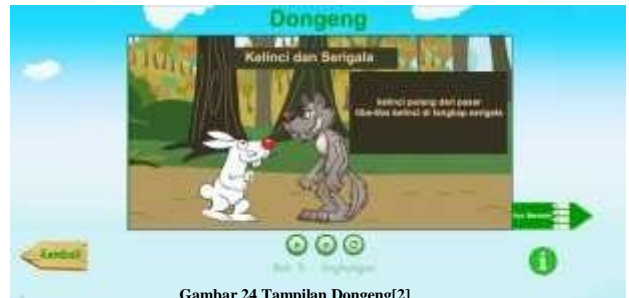 Dongeng
Kelinci dan Serigala
kelinci pulang dari pasar
tiba-tiba kelinci di tangkap serigala
Kembali
Gambar 24 Tampilan Dongeng[2]